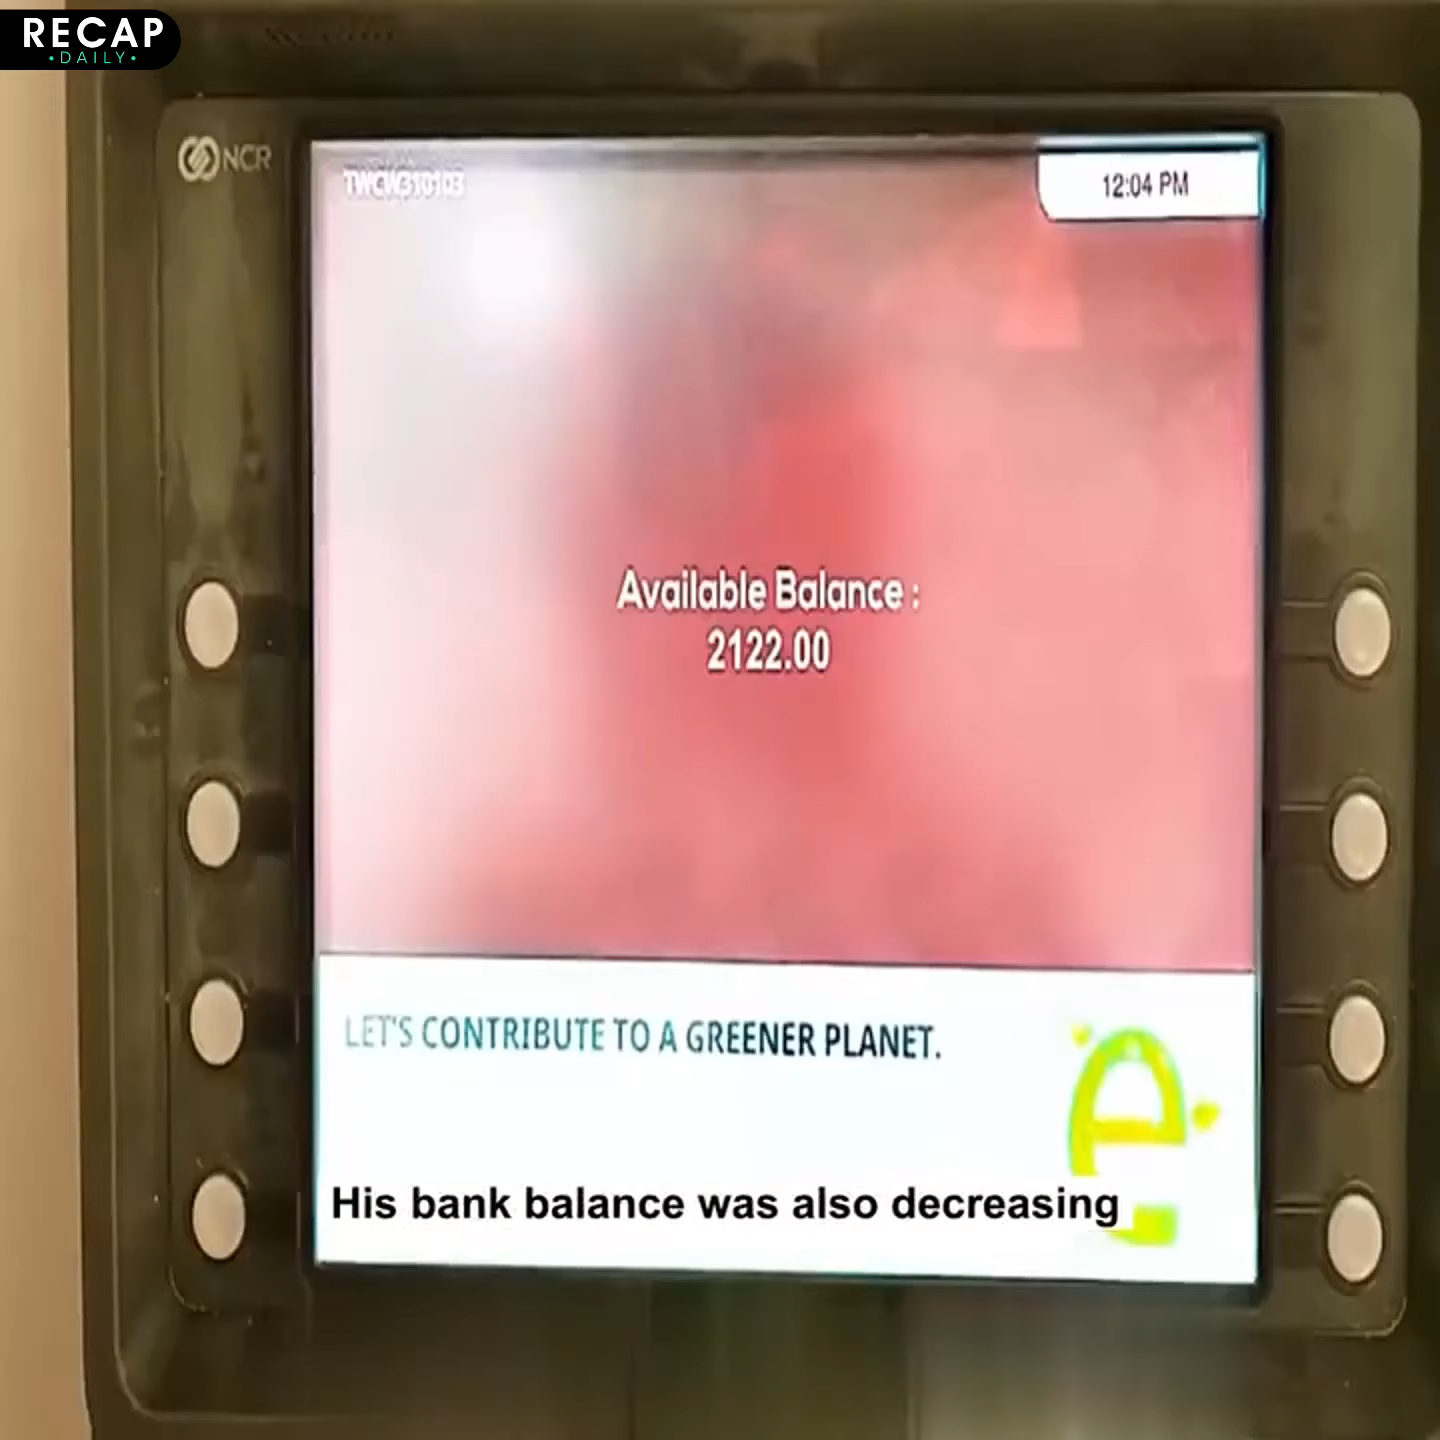 RECAP
•DAILY•
NCR
TWCW310103
12:04 PM
Available Balance :
2122.00
LET'S CONTRIBUTE TO A GREENER PLANET.
His bank balance was also decreasing